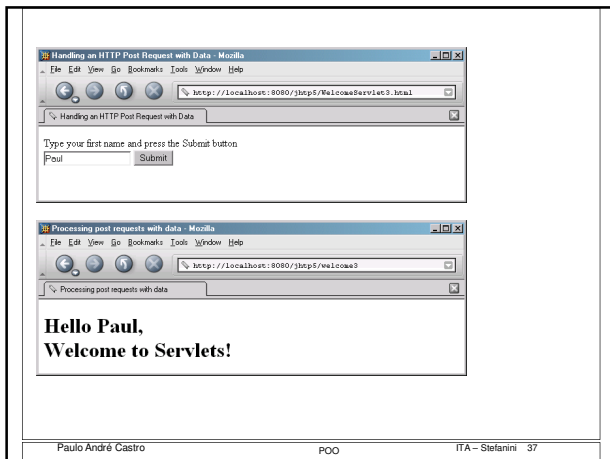 Handling an HTTP Post Request with Data - Mozilla
File Edit View Go Bookmarks Tools Window Help
http://localhost:8080/jhtp5/WelcomeServlet3.html
Handling an HTTP Post Request with Data
Type your first name and press the Submit button
Paul Submit
Processing post requests with data - Mozilla
File Edit View Go Bookmarks Tools Window Help
http://localhost:8080/jhtp5/welcome3
Processing post requests with data
Hello Paul,
Welcome to Servlets!
Paulo André Castro POO ITA – Stefanini 37